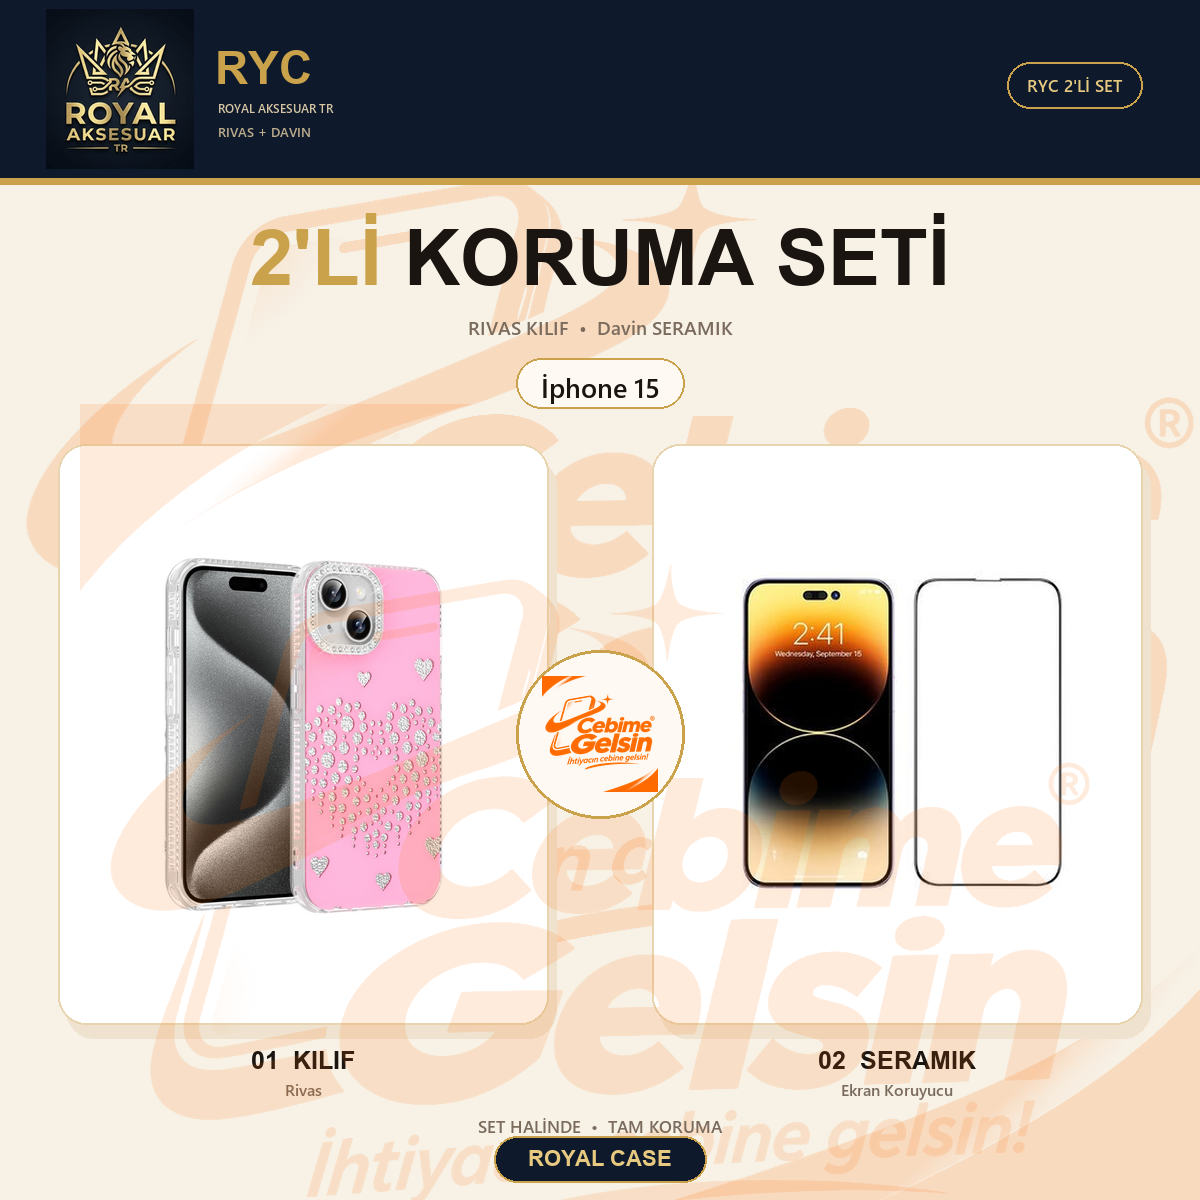 ROYAL
AKSESUAR
TR
RYC
ROYAL AKSESUAR TR
RIVAS + DAVIN
RYC 2'Lİ SET
2'Lİ KORUMA SETİ
RIVAS KILIF • Davin SERAMIK
İphone 15
2:41
Wednesday, September 15
Cebime®
Gelsin
İhtiyacın cebine gelsin!
Cebime®
Gelsin
01 KILIF
Rivas
02 SERAMIK
Ekran Koruyucu
SET HALİNDE • TAM KORUMA
ROYAL CASE